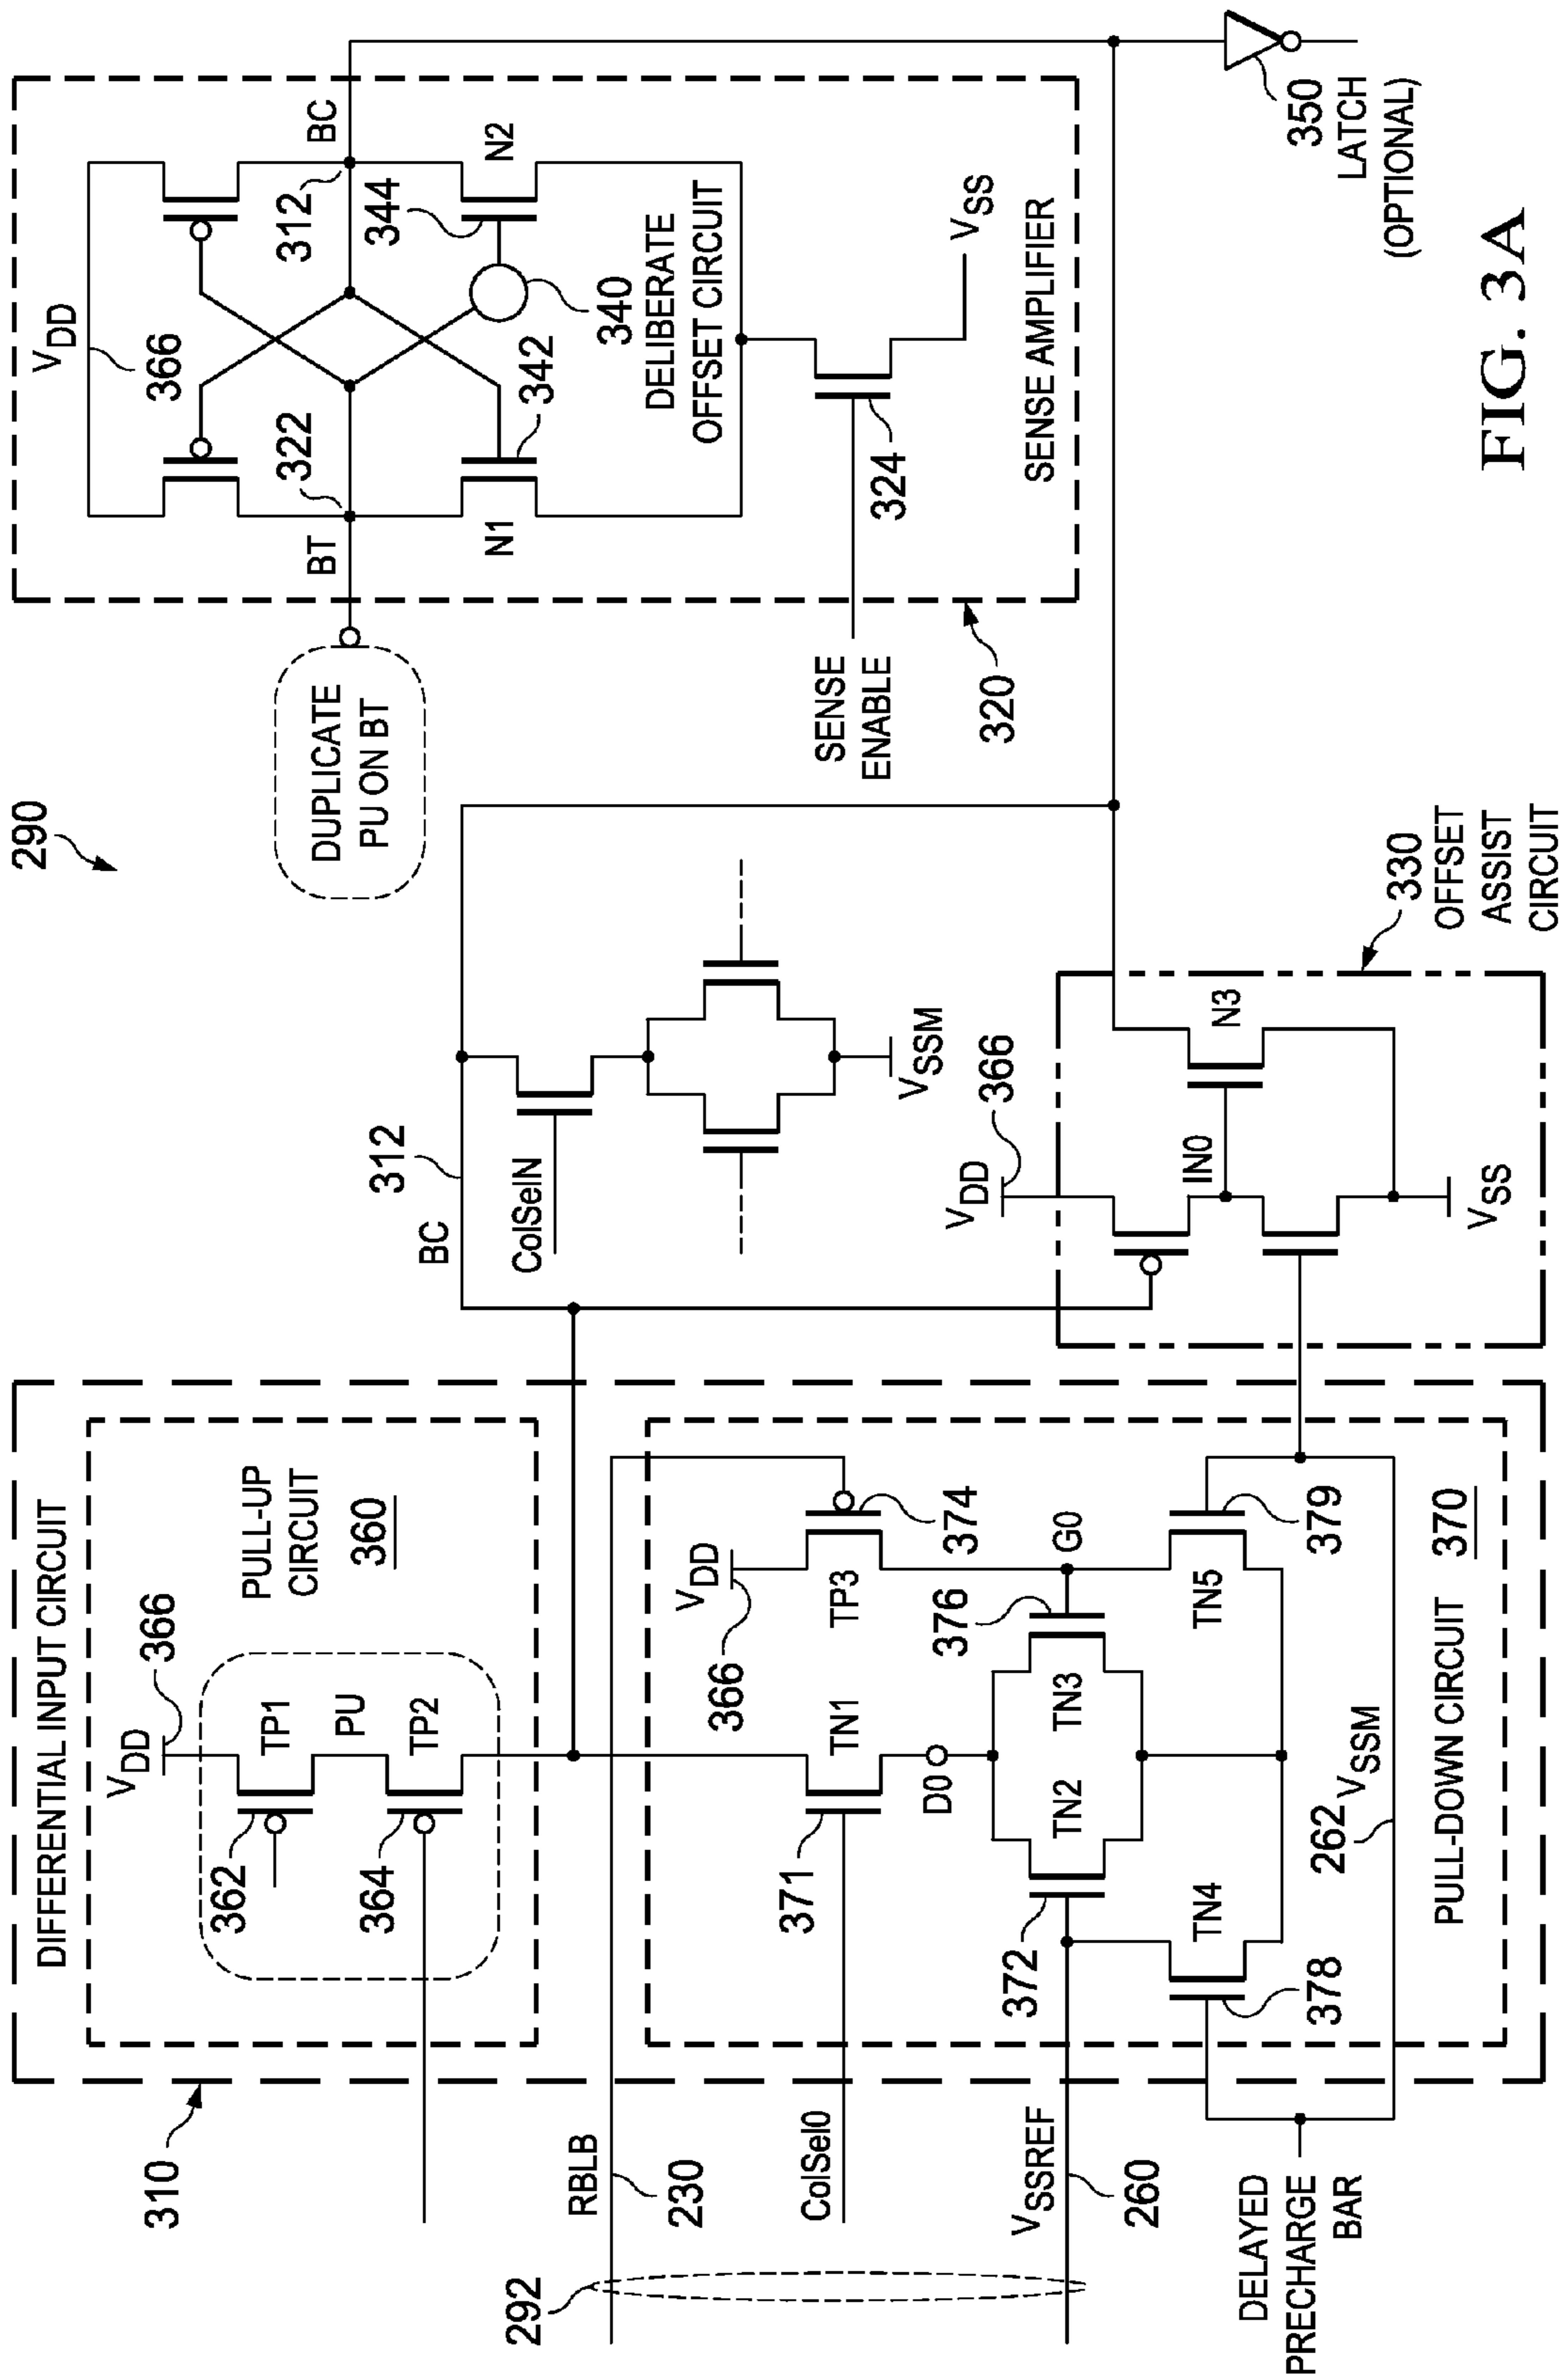 290
310
DIFFERENTIAL INPUT CIRCUIT
PULL-UP
CIRCUIT
360
VDD
366
TP1
PU
TP2
362
364
RBLB
230
292
ColSel0
VSSREF
260
DELAYED
PRECHARGE
BAR
VDD
366
TP3
374
TN1
371
D0
G0
376
TN3
TN2
372
TN4
378
TN5
379
262
VSSM
PULL-DOWN CIRCUIT
370
BC
312
ColSelN
VSSM
VDD
366
IN0
N3
VSS
330
OFFSET
ASSIST
CIRCUIT
DUPLICATE
PU ON BT
SENSE
ENABLE
320
VDD
366
BT
322
BC
312
N1
342
N2
344
340
DELIBERATE
OFFSET CIRCUIT
324
VSS
SENSE AMPLIFIER
350
LATCH
(OPTIONAL)
FIG. 3A